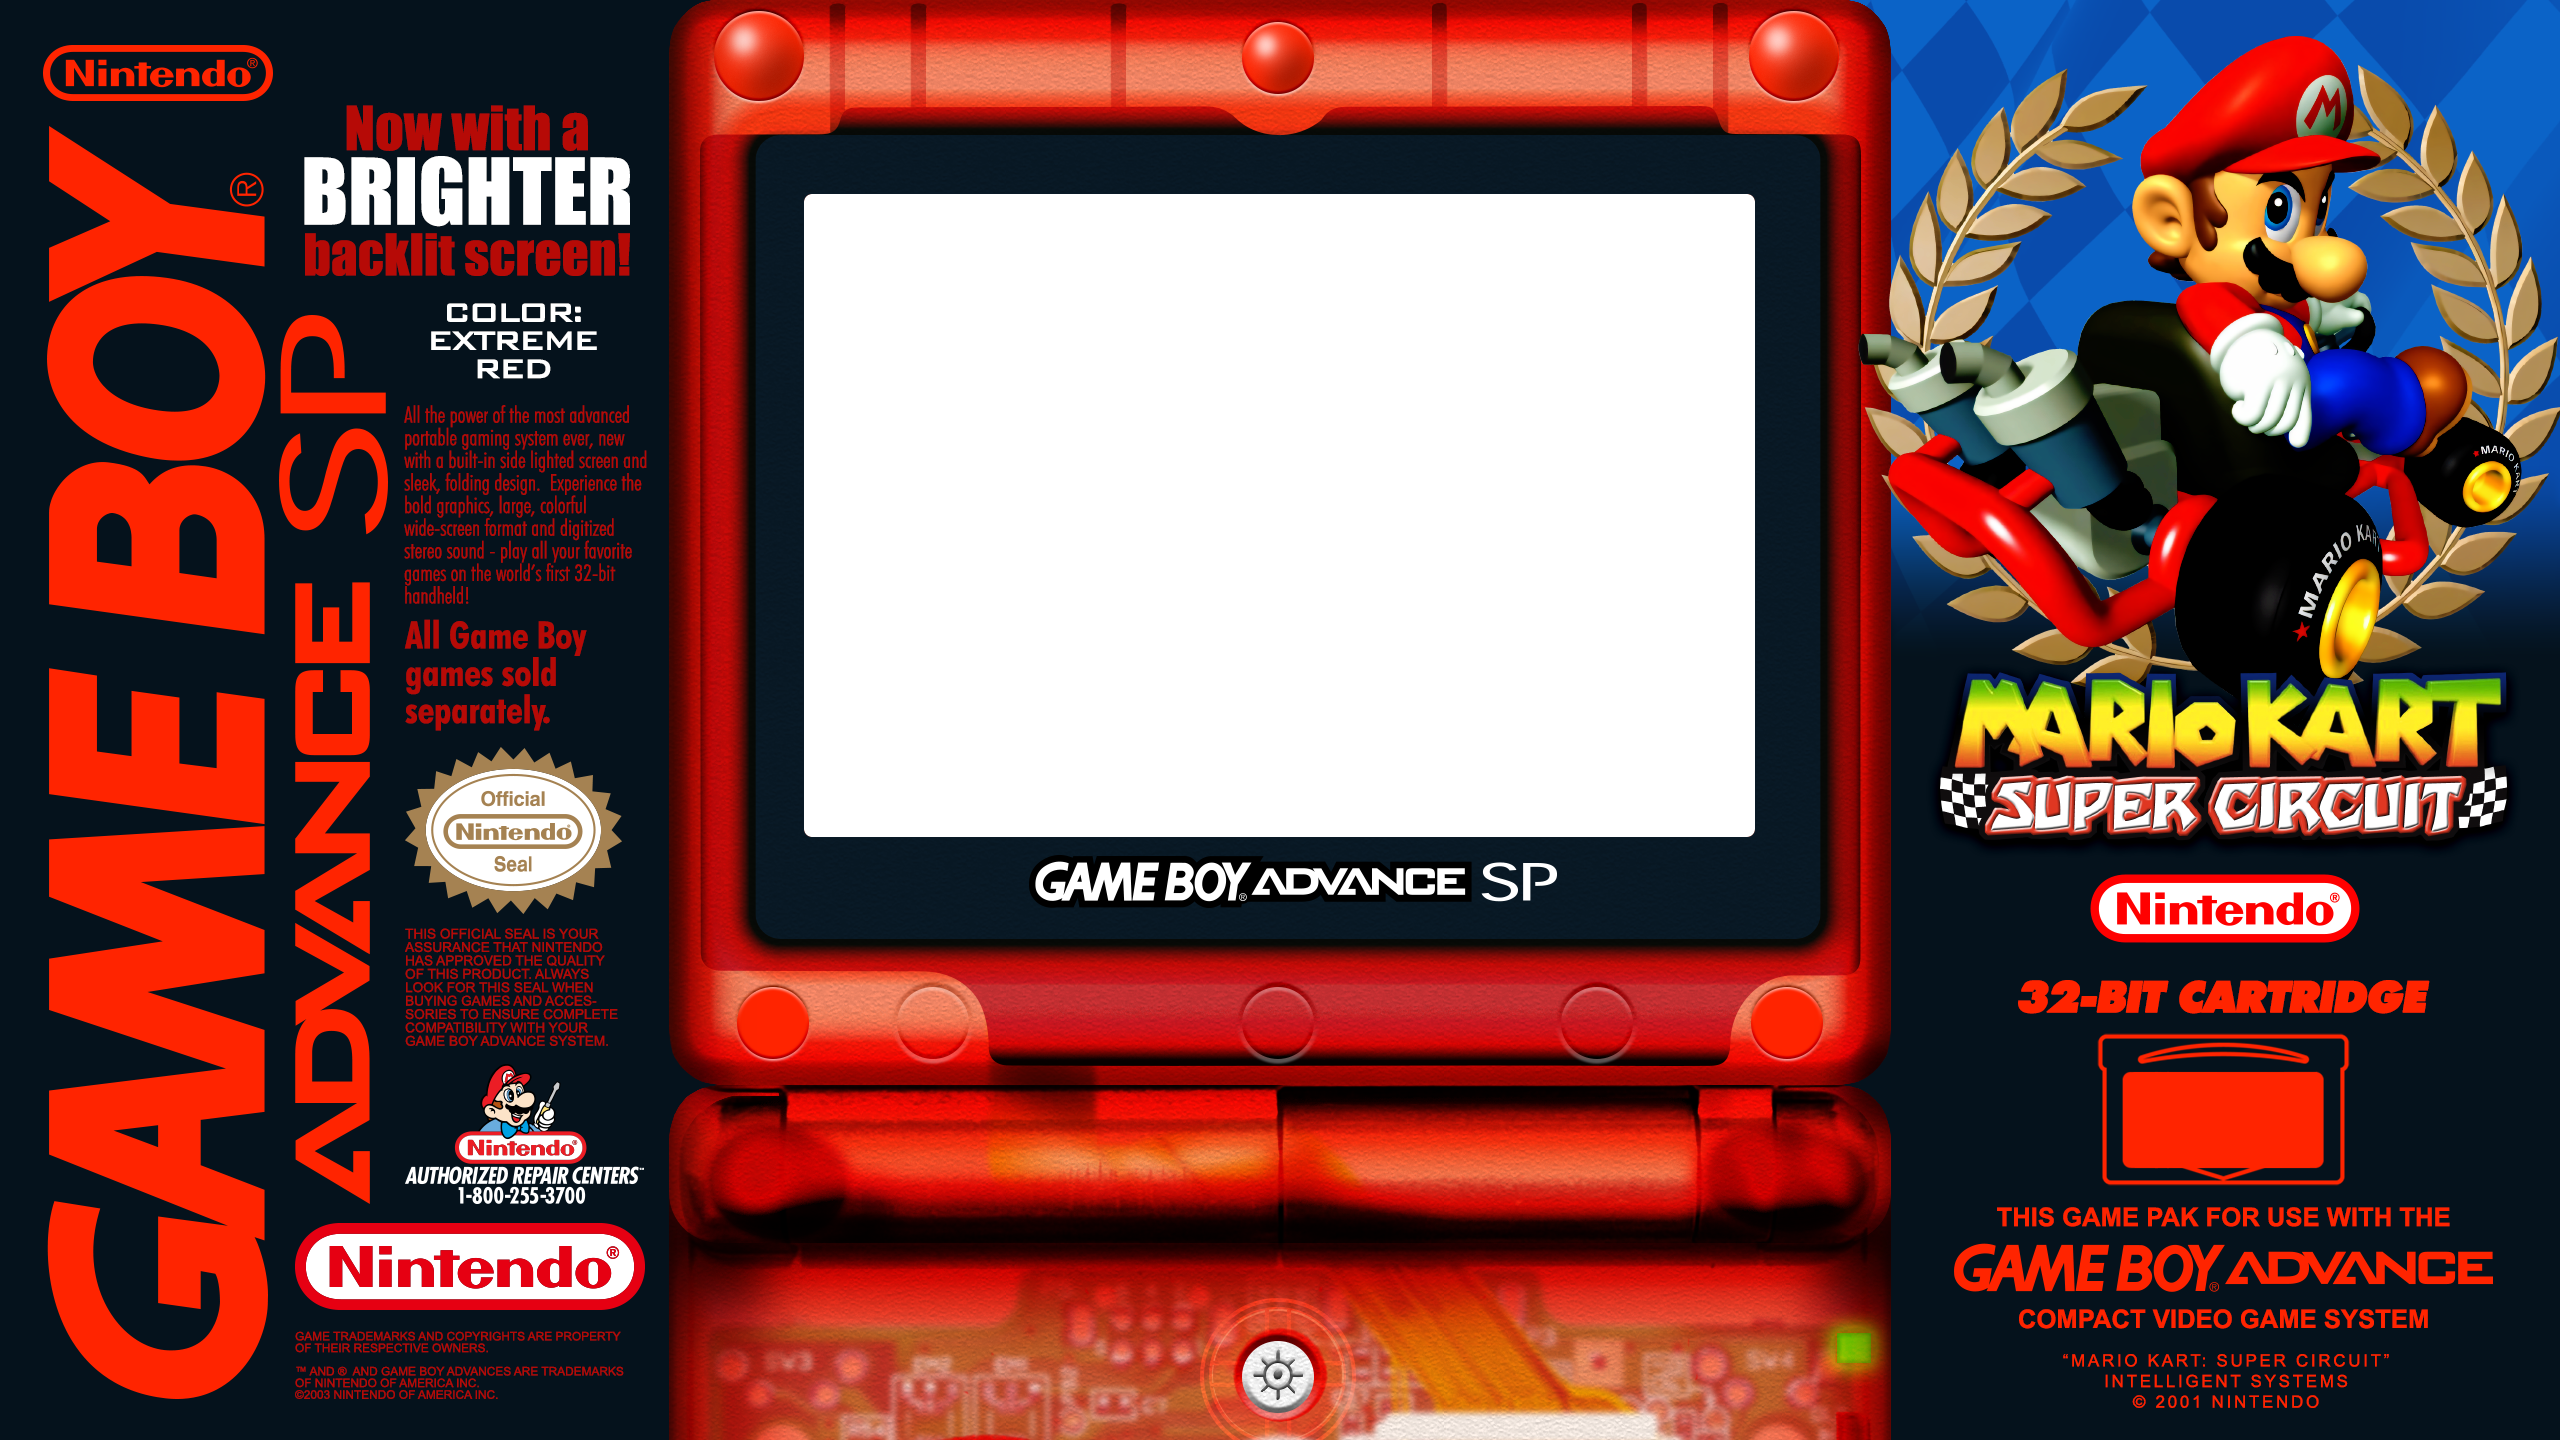 Nintendo®
GAME BOY®
ADVANCE SP
Now with a
BRIGHTER
backlit screen!
COLOR:
EXTREME
RED
All the power of the most advanced
portable gaming system ever, new
with a built-in side lighted screen and
sleek, folding design. Experience the
bold graphics, large, colorful
wide-screen format and digitized
stereo sound - play all your favorite
games on the world's first 32-bit
handheld!
All Game Boy
games sold
separately.
Official
Nintendo®
Seal
THIS OFFICIAL SEAL IS YOUR
ASSURANCE THAT NINTENDO
HAS APPROVED THE QUALITY
OF THIS PRODUCT. ALWAYS
LOOK FOR THIS SEAL WHEN
BUYING GAMES AND ACCES-
SORIES TO ENSURE COMPLETE
COMPATIBILITY WITH YOUR
GAME BOY ADVANCE SYSTEM.
Nintendo®
AUTHORIZED REPAIR CENTERS™
1-800-255-3700
Nintendo®
GAME TRADEMARKS AND COPYRIGHTS ARE PROPERTY
OF THEIR RESPECTIVE OWNERS.
™ AND ® AND GAME BOY ADVANCES ARE TRADEMARKS
OF NINTENDO OF AMERICA INC.
©2003 NINTENDO OF AMERICA INC.
GAME BOY® ADVANCE SP
M
MARIO KART
MARIO KART
MARIO KART
SUPER CIRCUIT
Nintendo®
32-BIT CARTRIDGE
THIS GAME PAK FOR USE WITH THE
GAME BOY® ADVANCE
COMPACT VIDEO GAME SYSTEM
"MARIO KART: SUPER CIRCUIT"
INTELLIGENT SYSTEMS
© 2001 NINTENDO